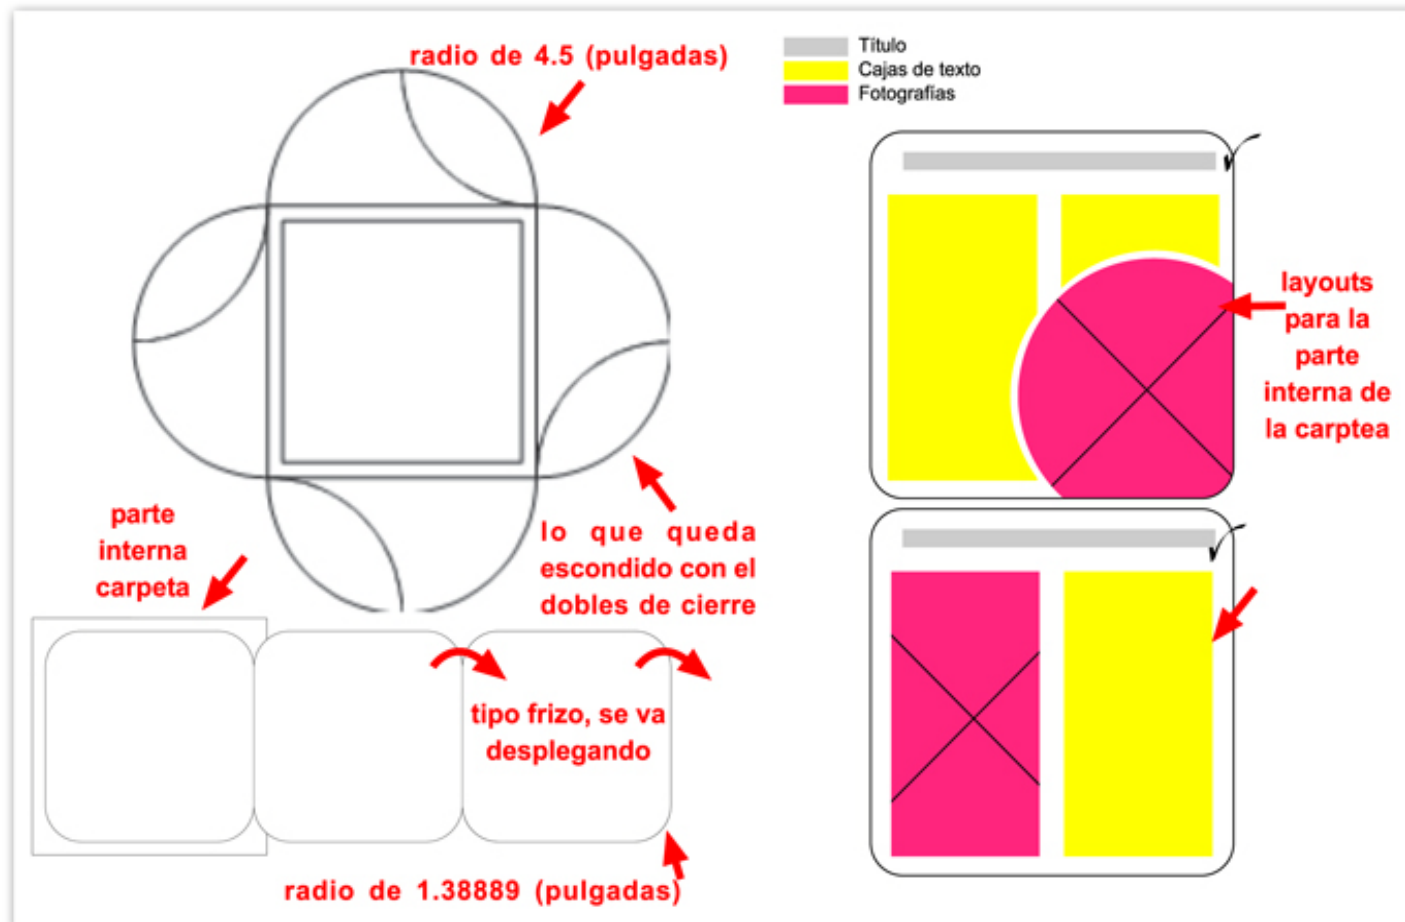 radio de 4.5 (pulgadas)
Título
Cajas de texto
Fotografías
layouts
para la
parte
interna de
la carptea
parte
interna
carpeta
lo que queda
escondido con el
dobles de cierre
tipo frizo, se va
desplegando
radio de 1.38889 (pulgadas)